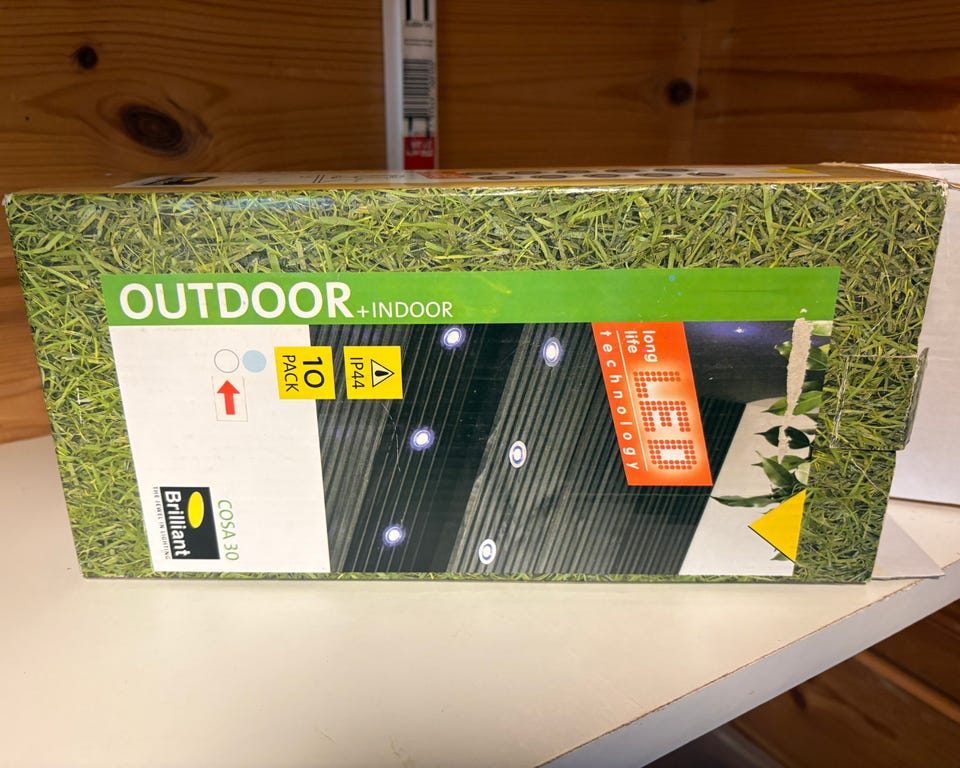 OUTDOOR + INDOOR
long
life
LED
technology
IP44
10
PACK
COSA 30
Brilliant
THE JEWEL IN LIGHTING